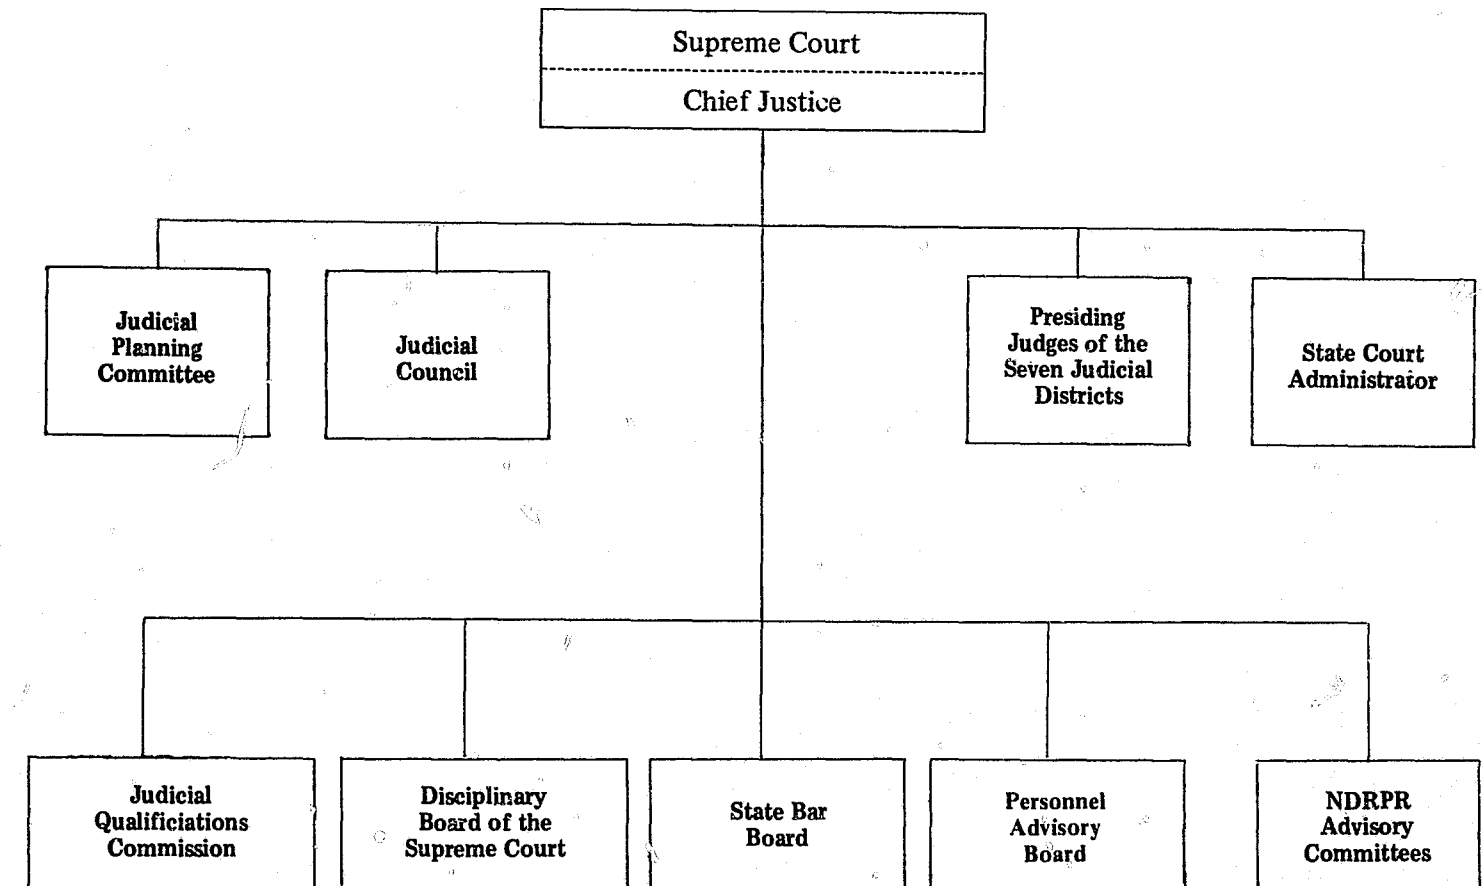 Supreme Court
Chief Justice
Judicial
Planning
Committee
Judicial
Council
Presiding
Judges of the
Seven Judicial
Districts
State Court
Administrator
Judicial
Qualificiations
Commission
Disciplinary
Board of the
Supreme Court
State Bar
Board
Personnel
Advisory
Board
NDRPR
Advisory
Committees